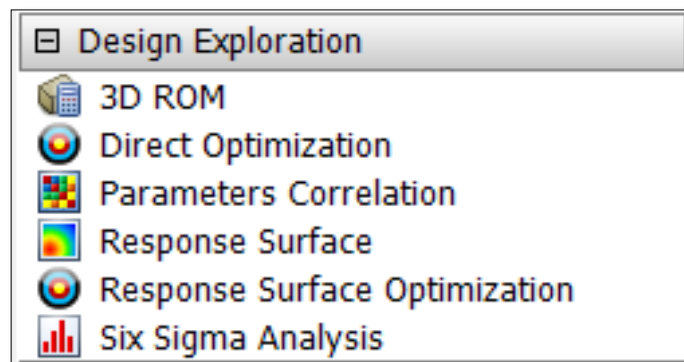 Design Exploration
3D ROM
Direct Optimization
Parameters Correlation
Response Surface
Response Surface Optimization
Six Sigma Analysis